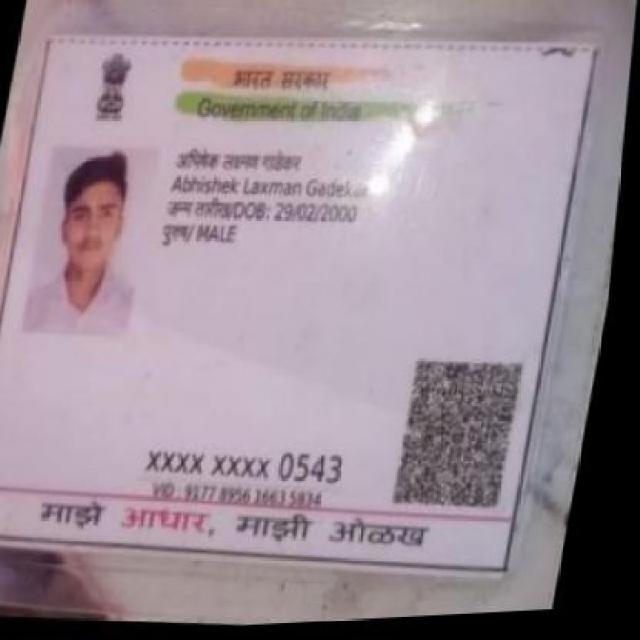 भारत सरकार
Government of India
अभिषेक लक्ष्मण गाडेकर
Abhishek Laxman Gadekar
जन्म तारीख/DOB: 29/02/2000
पुरुष/ MALE
XXXX XXXX 0543
VID : 9177 8956 1663 5834
माझे आधार, माझी ओळख